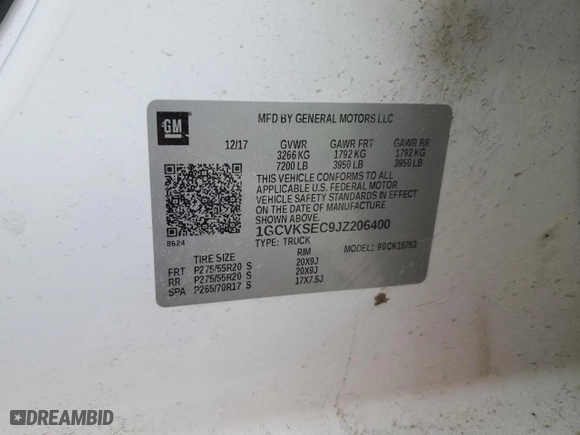 GM
MFD BY GENERAL MOTORS LLC
12/17 GVWR GAWR FRT GAWR RR
3266 KG 1792 KG 1792 KG
7200 LB 3950 LB 3950 LB
THIS VEHICLE CONFORMS TO ALL
APPLICABLE U.S. FEDERAL MOTOR
VEHICLE SAFETY STANDARDS IN EFFECT
ON THE DATE OF MANUFACTURE
1GCVKSEC9JZ206400
8624
TYPE: TRUCK MODEL: 90CK15753
TIRE SIZE RIM
FRT P275/55R20 S 20X9J
RR P275/55R20 S 20X9J
SPA P265/70R17 S 17X7.5J
DREAMBID